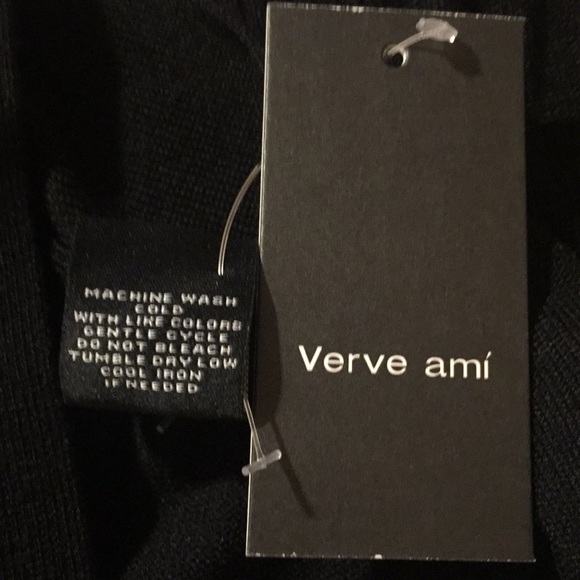 MACHINE WASH
COLD
WITH LIKE COLORS
GENTLE CYCLE
DO NOT BLEACH
TUMBLE DRY LOW
COOL IRON
IF NEEDED
Verve amí